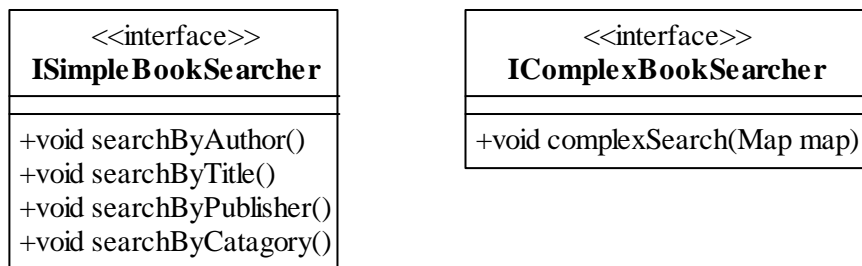 <<interface>>
ISimpleBookSearcher
+void searchByAuthor()
+void searchByTitle()
+void searchByPublisher()
+void searchByCatagory()
<<interface>>
IComplexBookSearcher
+void complexSearch(Map map)